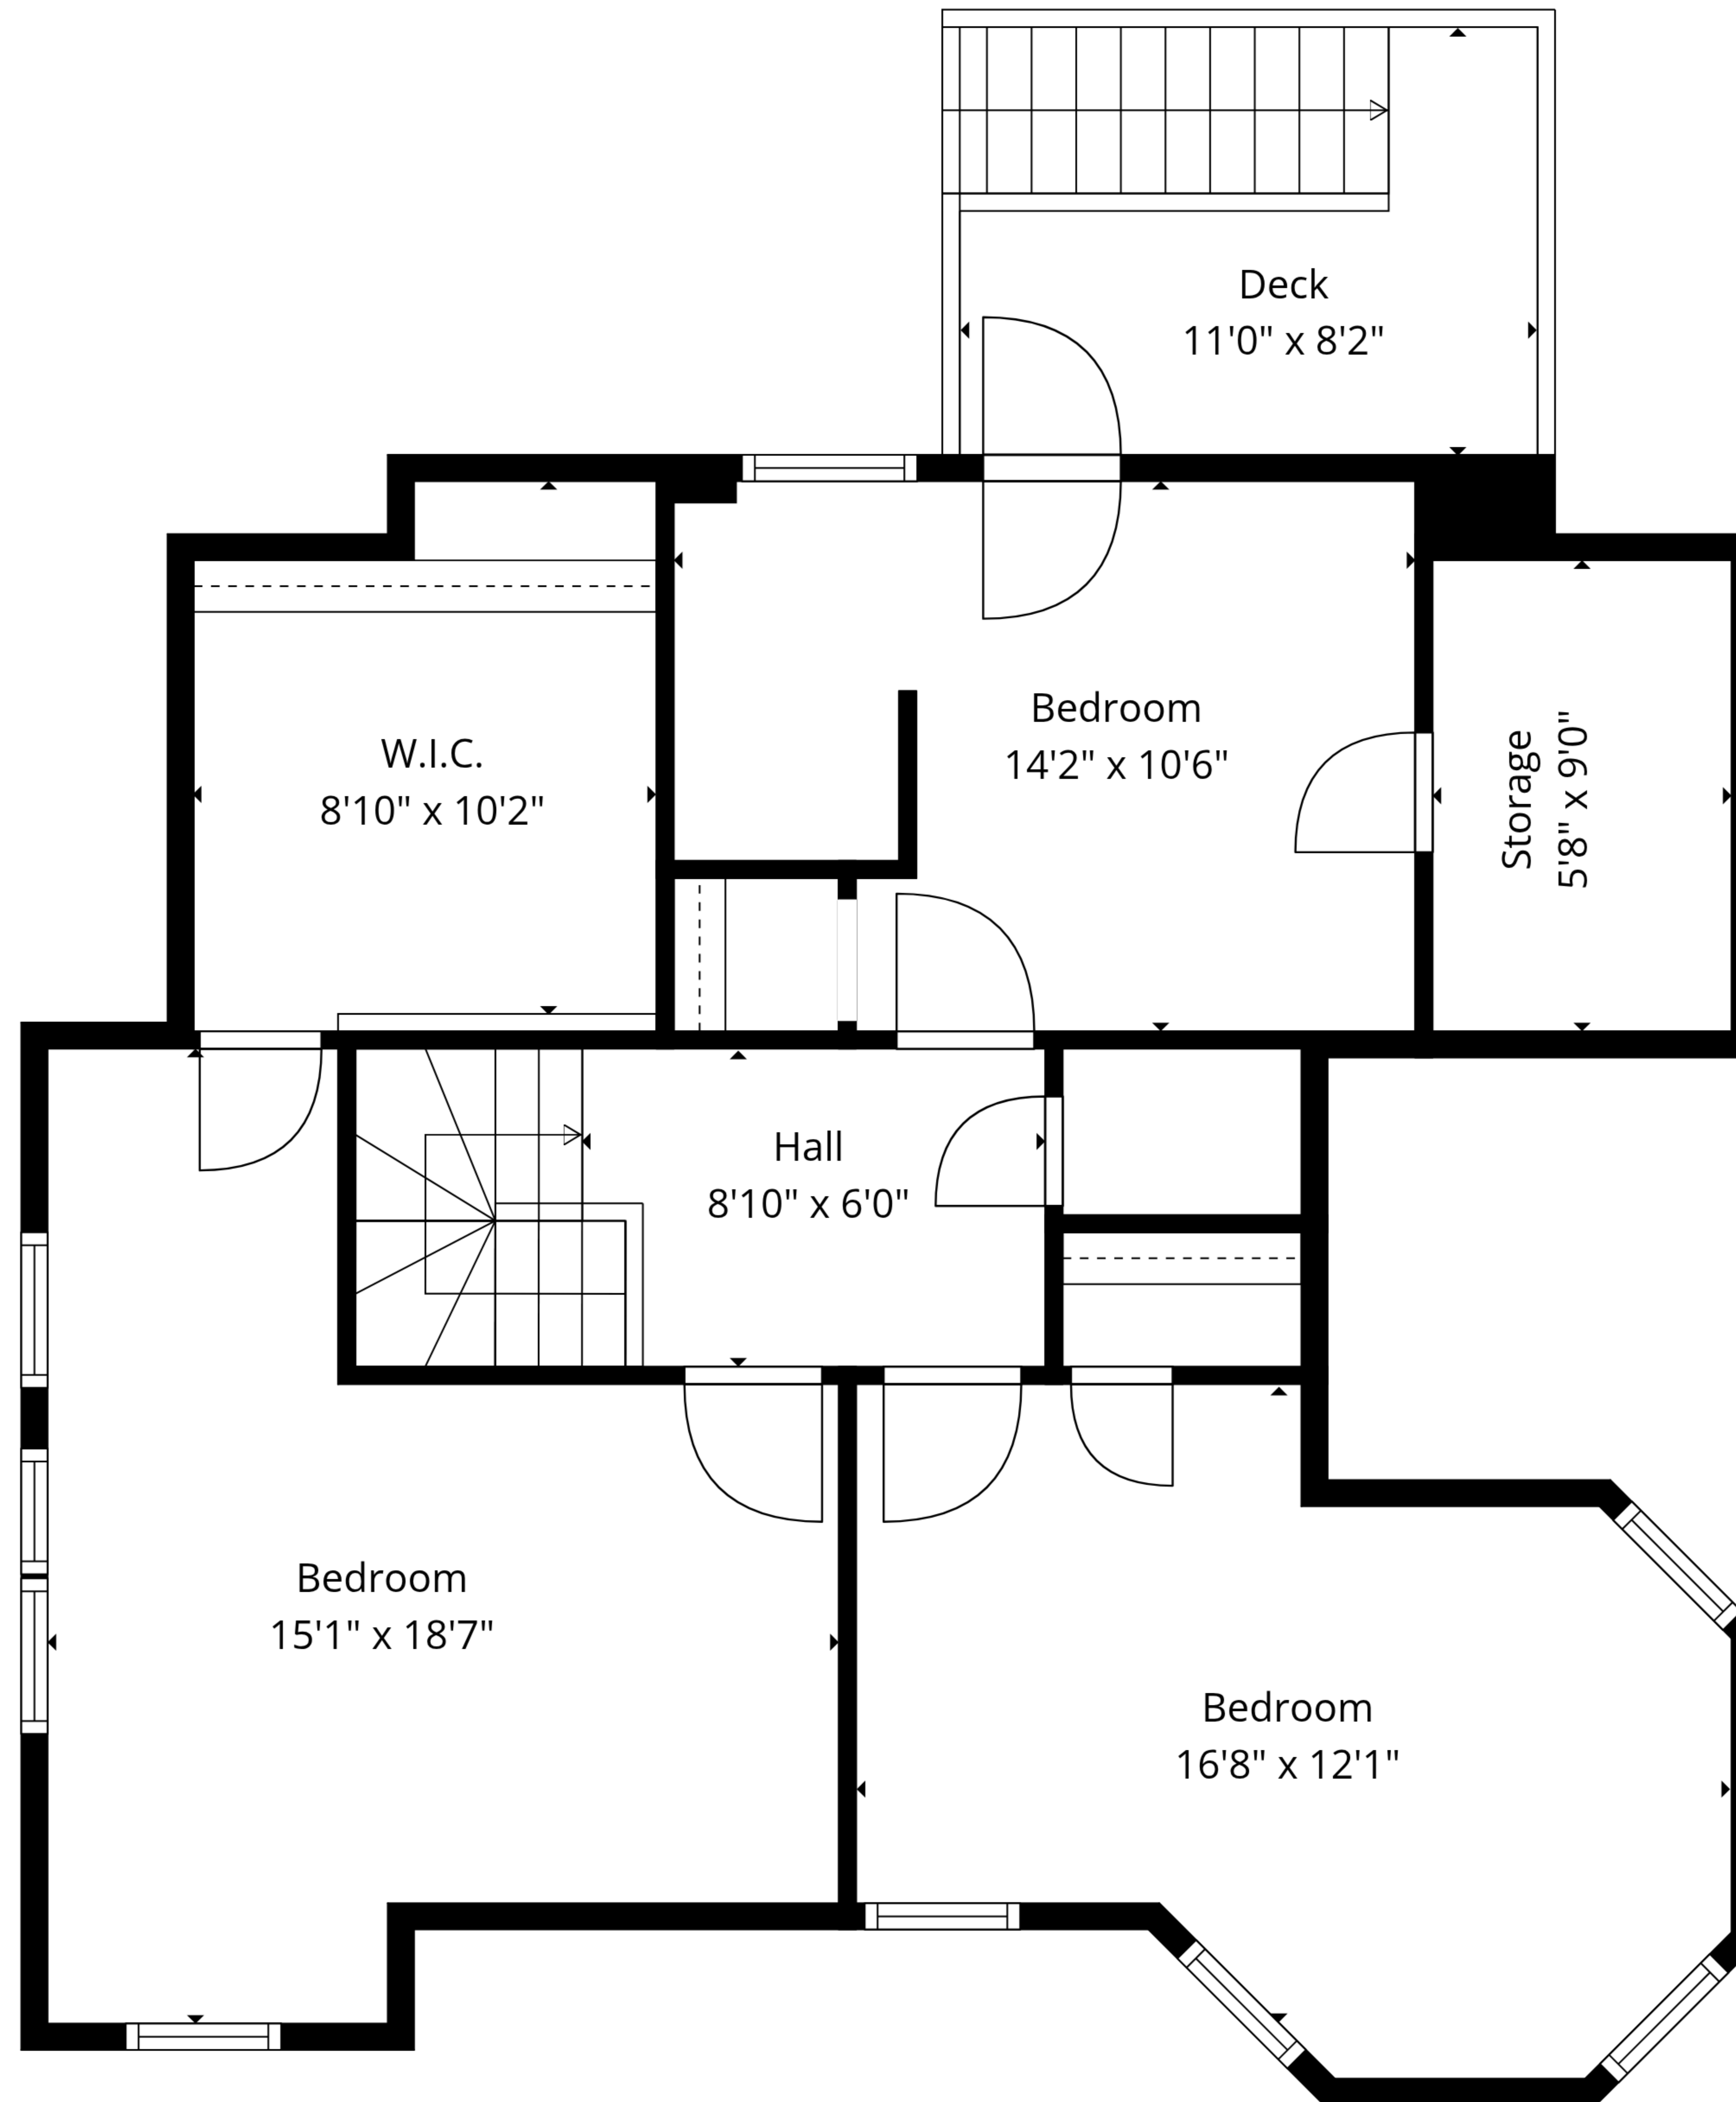 Deck
11'0" x 8'2"
Bedroom
14'2" x 10'6"
W.I.C.
8'10" x 10'2"
Storage
5'8" x 9'0"
Hall
8'10" x 6'0"
Bedroom
15'1" x 18'7"
Bedroom
16'8" x 12'1"